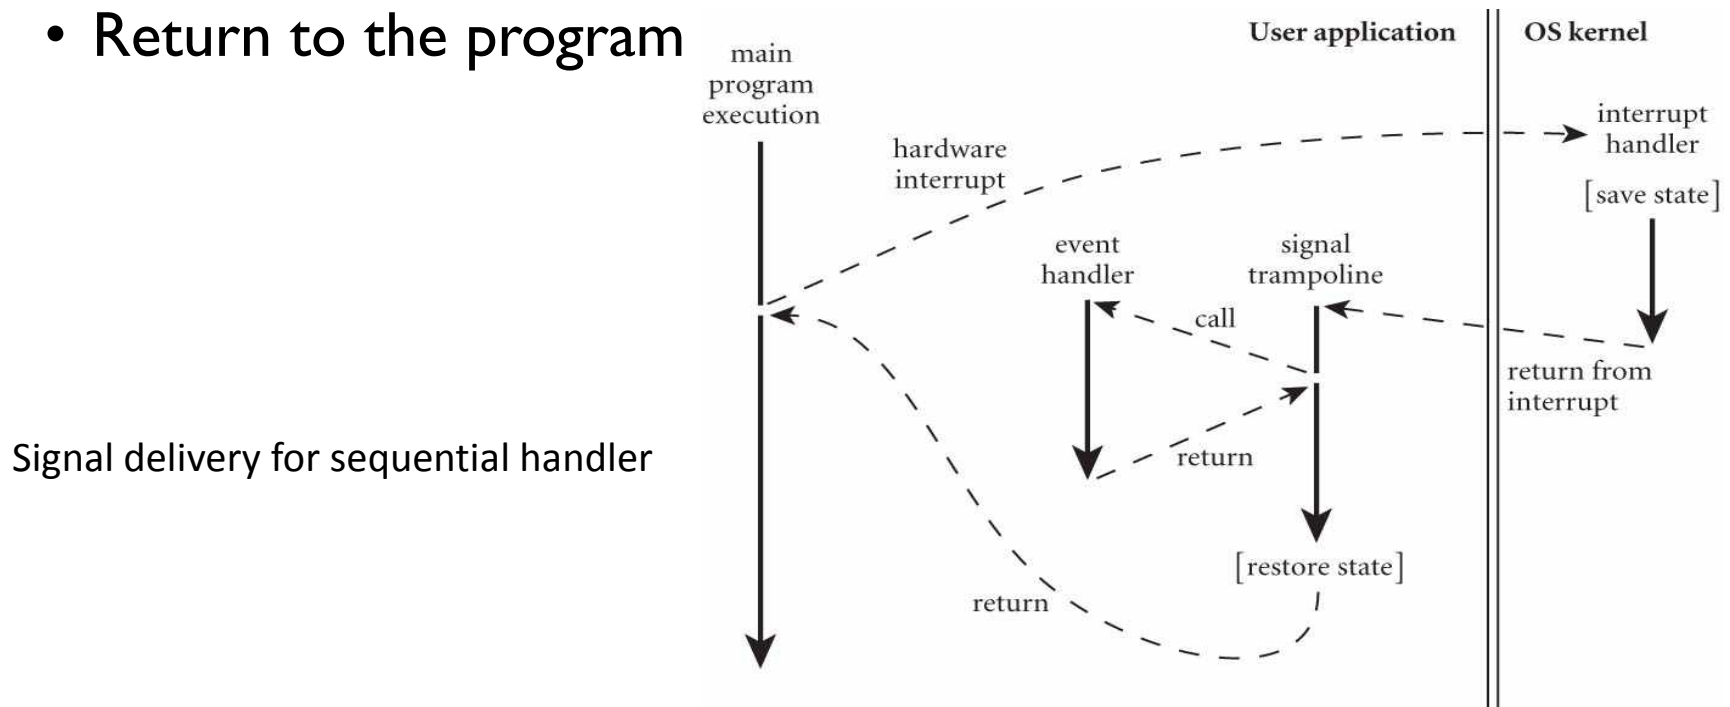 • Return to the program
User application
OS kernel
main
program
execution
hardware
interrupt
interrupt
handler
[save state]
event
handler
signal
trampoline
call
return from
interrupt
return
Signal delivery for sequential handler
[restore state]
return